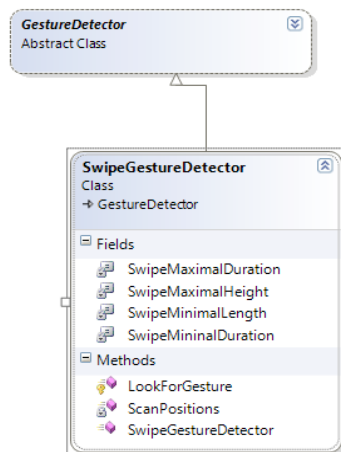 GestureDetector
Abstract Class
SwipeGestureDetector
Class
GestureDetector
Fields
SwipeMaximalDuration
SwipeMaximalHeight
SwipeMinimalLength
SwipeMininalDuration
Methods
LookForGesture
ScanPositions
SwipeGestureDetector